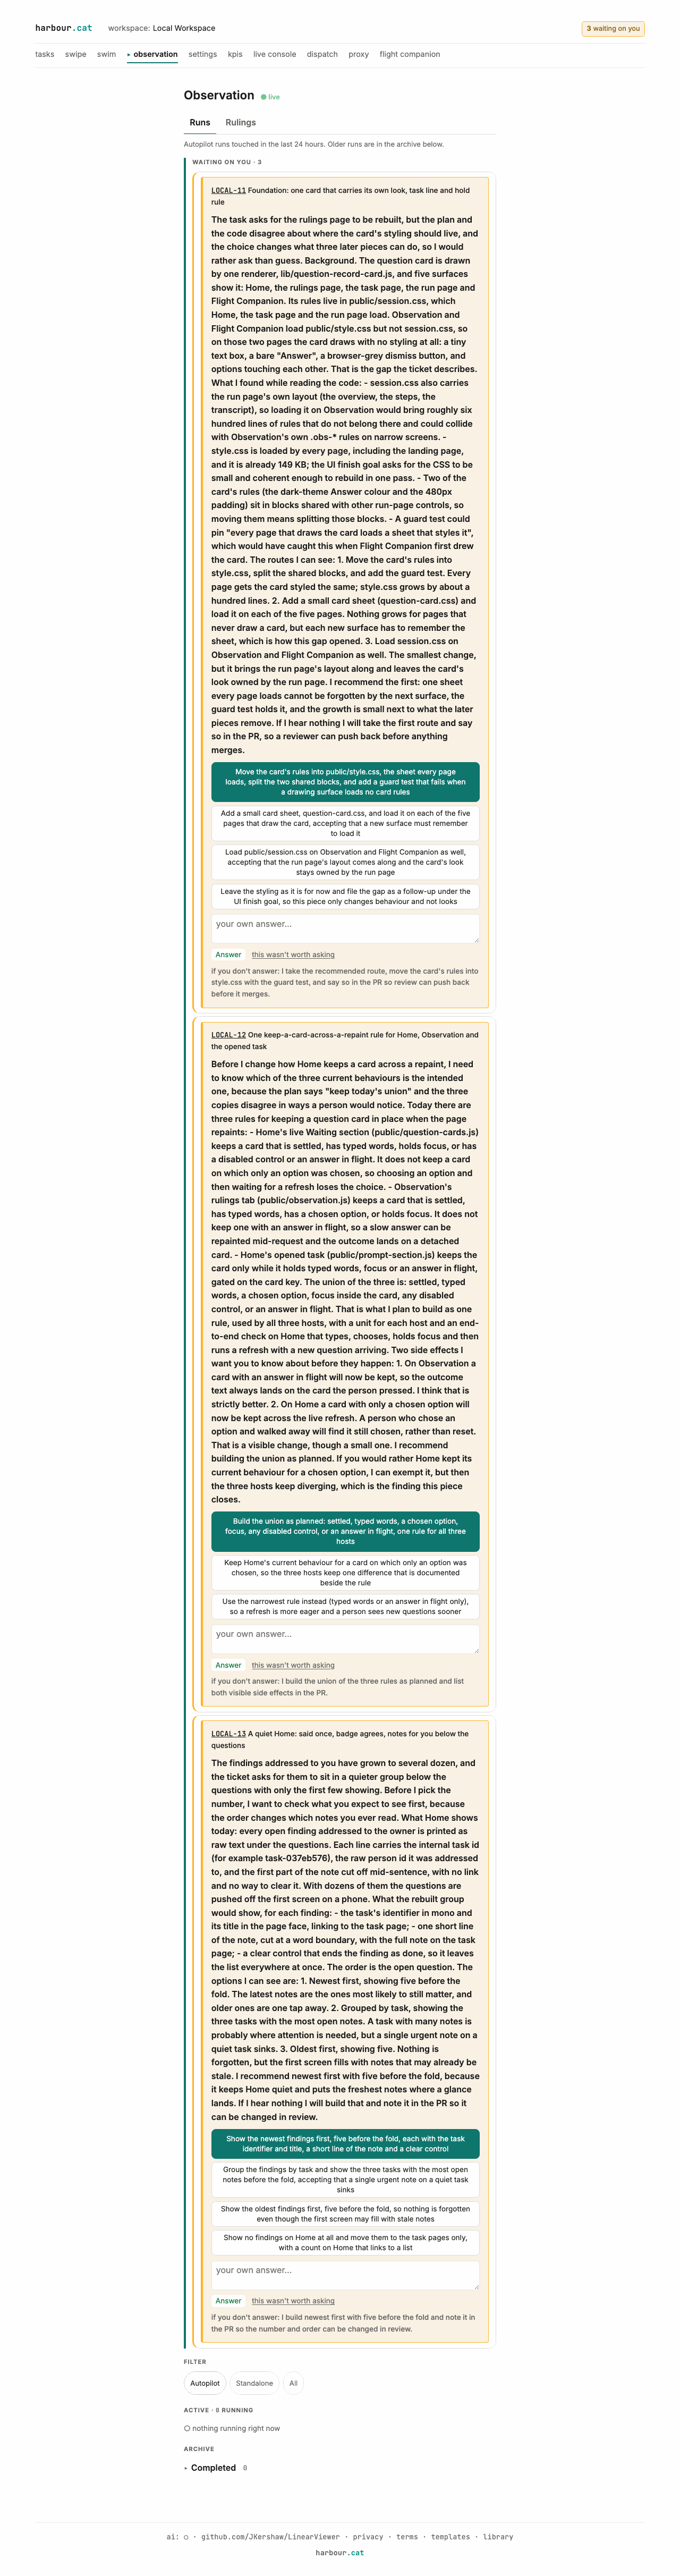 harbour.cat workspace: Local Workspace 3 waiting on you
tasks swipe swim ▸ observation settings kpis live console dispatch proxy flight companion
Observation live
Runs Rulings
Autopilot runs touched in the last 24 hours. Older runs are in the archive below.
WAITING ON YOU · 3
LOCAL-11 Foundation: one card that carries its own look, task line and hold
rule
The task asks for the rulings page to be rebuilt, but the plan and
the code disagree about where the card's styling should live, and
the choice changes what three later pieces can do, so I would
rather ask than guess. Background. The question card is drawn
by one renderer, lib/question-record-card.js, and five surfaces
show it: Home, the rulings page, the task page, the run page and
Flight Companion. Its rules live in public/session.css, which
Home, the task page and the run page load. Observation and
Flight Companion load public/style.css but not session.css, so
on those two pages the card draws with no styling at all: a tiny
text box, a bare "Answer", a browser-grey dismiss button, and
options touching each other. That is the gap the ticket describes.
What I found while reading the code: - session.css also carries
the run page's own layout (the overview, the steps, the
transcript), so loading it on Observation would bring roughly six
hundred lines of rules that do not belong there and could collide
with Observation's own .obs-* rules on narrow screens. -
style.css is loaded by every page, including the landing page,
and it is already 149 KB; the UI finish goal asks for the CSS to be
small and coherent enough to rebuild in one pass. - Two of the
card's rules (the dark-theme Answer colour and the 480px
padding) sit in blocks shared with other run-page controls, so
moving them means splitting those blocks. - A guard test could
pin "every page that draws the card loads a sheet that styles it",
which would have caught this when Flight Companion first drew
the card. The routes I can see: 1. Move the card's rules into
style.css, split the shared blocks, and add the guard test. Every
page gets the card styled the same; style.css grows by about a
hundred lines. 2. Add a small card sheet (question-card.css) and
load it on each of the five pages. Nothing grows for pages that
never draw a card, but each new surface has to remember the
sheet, which is how this gap opened. 3. Load session.css on
Observation and Flight Companion as well. The smallest change,
but it brings the run page's layout along and leaves the card's
look owned by the run page. I recommend the first: one sheet
every page loads cannot be forgotten by the next surface, the
guard test holds it, and the growth is small next to what the later
pieces remove. If I hear nothing I will take the first route and say
so in the PR, so a reviewer can push back before anything
merges.
Move the card's rules into public/style.css, the sheet every page
loads, split the two shared blocks, and add a guard test that fails when
a drawing surface loads no card rules
Add a small card sheet, question-card.css, and load it on each of the five
pages that draw the card, accepting that a new surface must remember
to load it
Load public/session.css on Observation and Flight Companion as well,
accepting that the run page's layout comes along and the card's look
stays owned by the run page
Leave the styling as it is for now and file the gap as a follow-up under the
UI finish goal, so this piece only changes behaviour and not looks
your own answer...
Answer this wasn't worth asking
if you don't answer: I take the recommended route, move the card's rules into
style.css with the guard test, and say so in the PR so review can push back
before it merges.
LOCAL-12 One keep-a-card-across-a-repaint rule for Home, Observation and
the opened task
Before I change how Home keeps a card across a repaint, I need
to know which of the three current behaviours is the intended
one, because the plan says "keep today's union" and the three
copies disagree in ways a person would notice. Today there are
three rules for keeping a question card in place when the page
repaints: - Home's live Waiting section (public/question-cards.js)
keeps a card that is settled, has typed words, holds focus, or has
a disabled control or an answer in flight. It does not keep a card
on which only an option was chosen, so choosing an option and
then waiting for a refresh loses the choice. - Observation's
rulings tab (public/observation.js) keeps a card that is settled,
has typed words, has a chosen option, or holds focus. It does not
keep one with an answer in flight, so a slow answer can be
repainted mid-request and the outcome lands on a detached
card. - Home's opened task (public/prompt-section.js) keeps the
card only while it holds typed words, focus or an answer in flight,
gated on the card key. The union of the three is: settled, typed
words, a chosen option, focus inside the card, any disabled
control, or an answer in flight. That is what I plan to build as one
rule, used by all three hosts, with a unit for each host and an end-
to-end check on Home that types, chooses, holds focus and then
runs a refresh with a new question arriving. Two side effects I
want you to know about before they happen: 1. On Observation a
card with an answer in flight will now be kept, so the outcome
text always lands on the card the person pressed. I think that is
strictly better. 2. On Home a card with only a chosen option will
now be kept across the live refresh. A person who chose an
option and walked away will find it still chosen, rather than reset.
That is a visible change, though a small one. I recommend
building the union as planned. If you would rather Home kept its
current behaviour for a chosen option, I can exempt it, but then
the three hosts keep diverging, which is the finding this piece
closes.
Build the union as planned: settled, typed words, a chosen option,
focus, any disabled control, or an answer in flight, one rule for all three
hosts
Keep Home's current behaviour for a card on which only an option was
chosen, so the three hosts keep one difference that is documented
beside the rule
Use the narrowest rule instead (typed words or an answer in flight only),
so a refresh is more eager and a person sees new questions sooner
your own answer...
Answer this wasn't worth asking
if you don't answer: I build the union of the three rules as planned and list
both visible side effects in the PR.
LOCAL-13 A quiet Home: said once, badge agrees, notes for you below the
questions
The findings addressed to you have grown to several dozen, and
the ticket asks for them to sit in a quieter group below the
questions with only the first few showing. Before I pick the
number, I want to check what you expect to see first, because
the order changes which notes you ever read. What Home shows
today: every open finding addressed to the owner is printed as
raw text under the questions. Each line carries the internal task id
(for example task-037eb576), the raw person id it was addressed
to, and the first part of the note cut off mid-sentence, with no link
and no way to clear it. With dozens of them the questions are
pushed off the first screen on a phone. What the rebuilt group
would show, for each finding: - the task's identifier in mono and
its title in the page face, linking to the task page; - one short line
of the note, cut at a word boundary, with the full note on the task
page; - a clear control that ends the finding as done, so it leaves
the list everywhere at once. The order is the open question. The
options I can see are: 1. Newest first, showing five before the
fold. The latest notes are the ones most likely to still matter, and
older ones are one tap away. 2. Grouped by task, showing the
three tasks with the most open notes. A task with many notes is
probably where attention is needed, but a single urgent note on a
quiet task sinks. 3. Oldest first, showing five. Nothing is
forgotten, but the first screen fills with notes that may already be
stale. I recommend newest first with five before the fold, because
it keeps Home quiet and puts the freshest notes where a glance
lands. If I hear nothing I will build that and note it in the PR so it
can be changed in review.
Show the newest findings first, five before the fold, each with the task
identifier and title, a short line of the note and a clear control
Group the findings by task and show the three tasks with the most open
notes before the fold, accepting that a single urgent note on a quiet task
sinks
Show the oldest findings first, five before the fold, so nothing is forgotten
even though the first screen may fill with stale notes
Show no findings on Home at all and move them to the task pages only,
with a count on Home that links to a list
your own answer...
Answer this wasn't worth asking
if you don't answer: I build newest first with five before the fold and note it in
the PR so the number and order can be changed in review.
FILTER
Autopilot Standalone All
ACTIVE · 0 RUNNING
nothing running right now
ARCHIVE
▸ Completed 0
ai: ○ · github.com/JKershaw/LinearViewer · privacy · terms · templates · library
harbour.cat